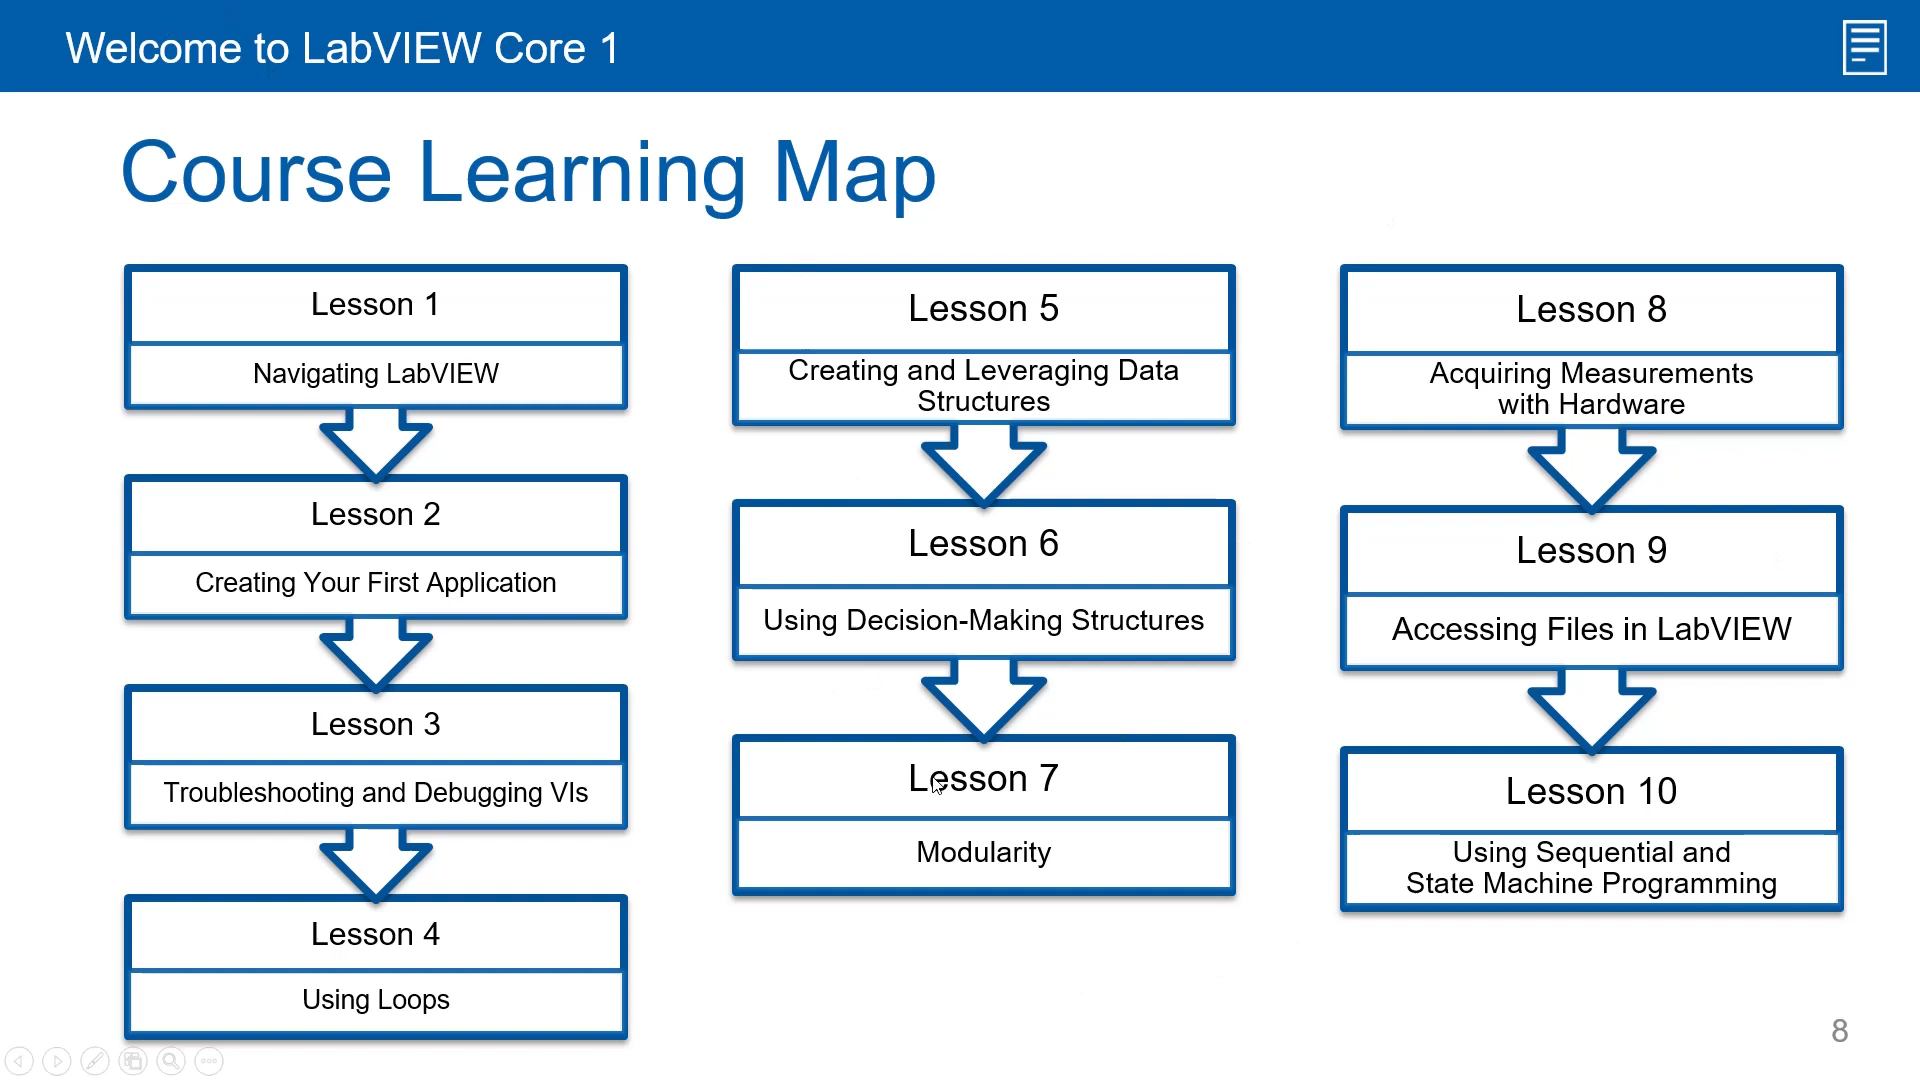 Welcome to LabVIEW Core 1
Course Learning Map
Lesson 1
Navigating LabVIEW
Lesson 2
Creating Your First Application
Lesson 3
Troubleshooting and Debugging VIs
Lesson 4
Using Loops
Lesson 5
Creating and Leveraging Data
Structures
Lesson 6
Using Decision-Making Structures
Lesson 7
Modularity
Lesson 8
Acquiring Measurements
with Hardware
Lesson 9
Accessing Files in LabVIEW
Lesson 10
Using Sequential and
State Machine Programming
8